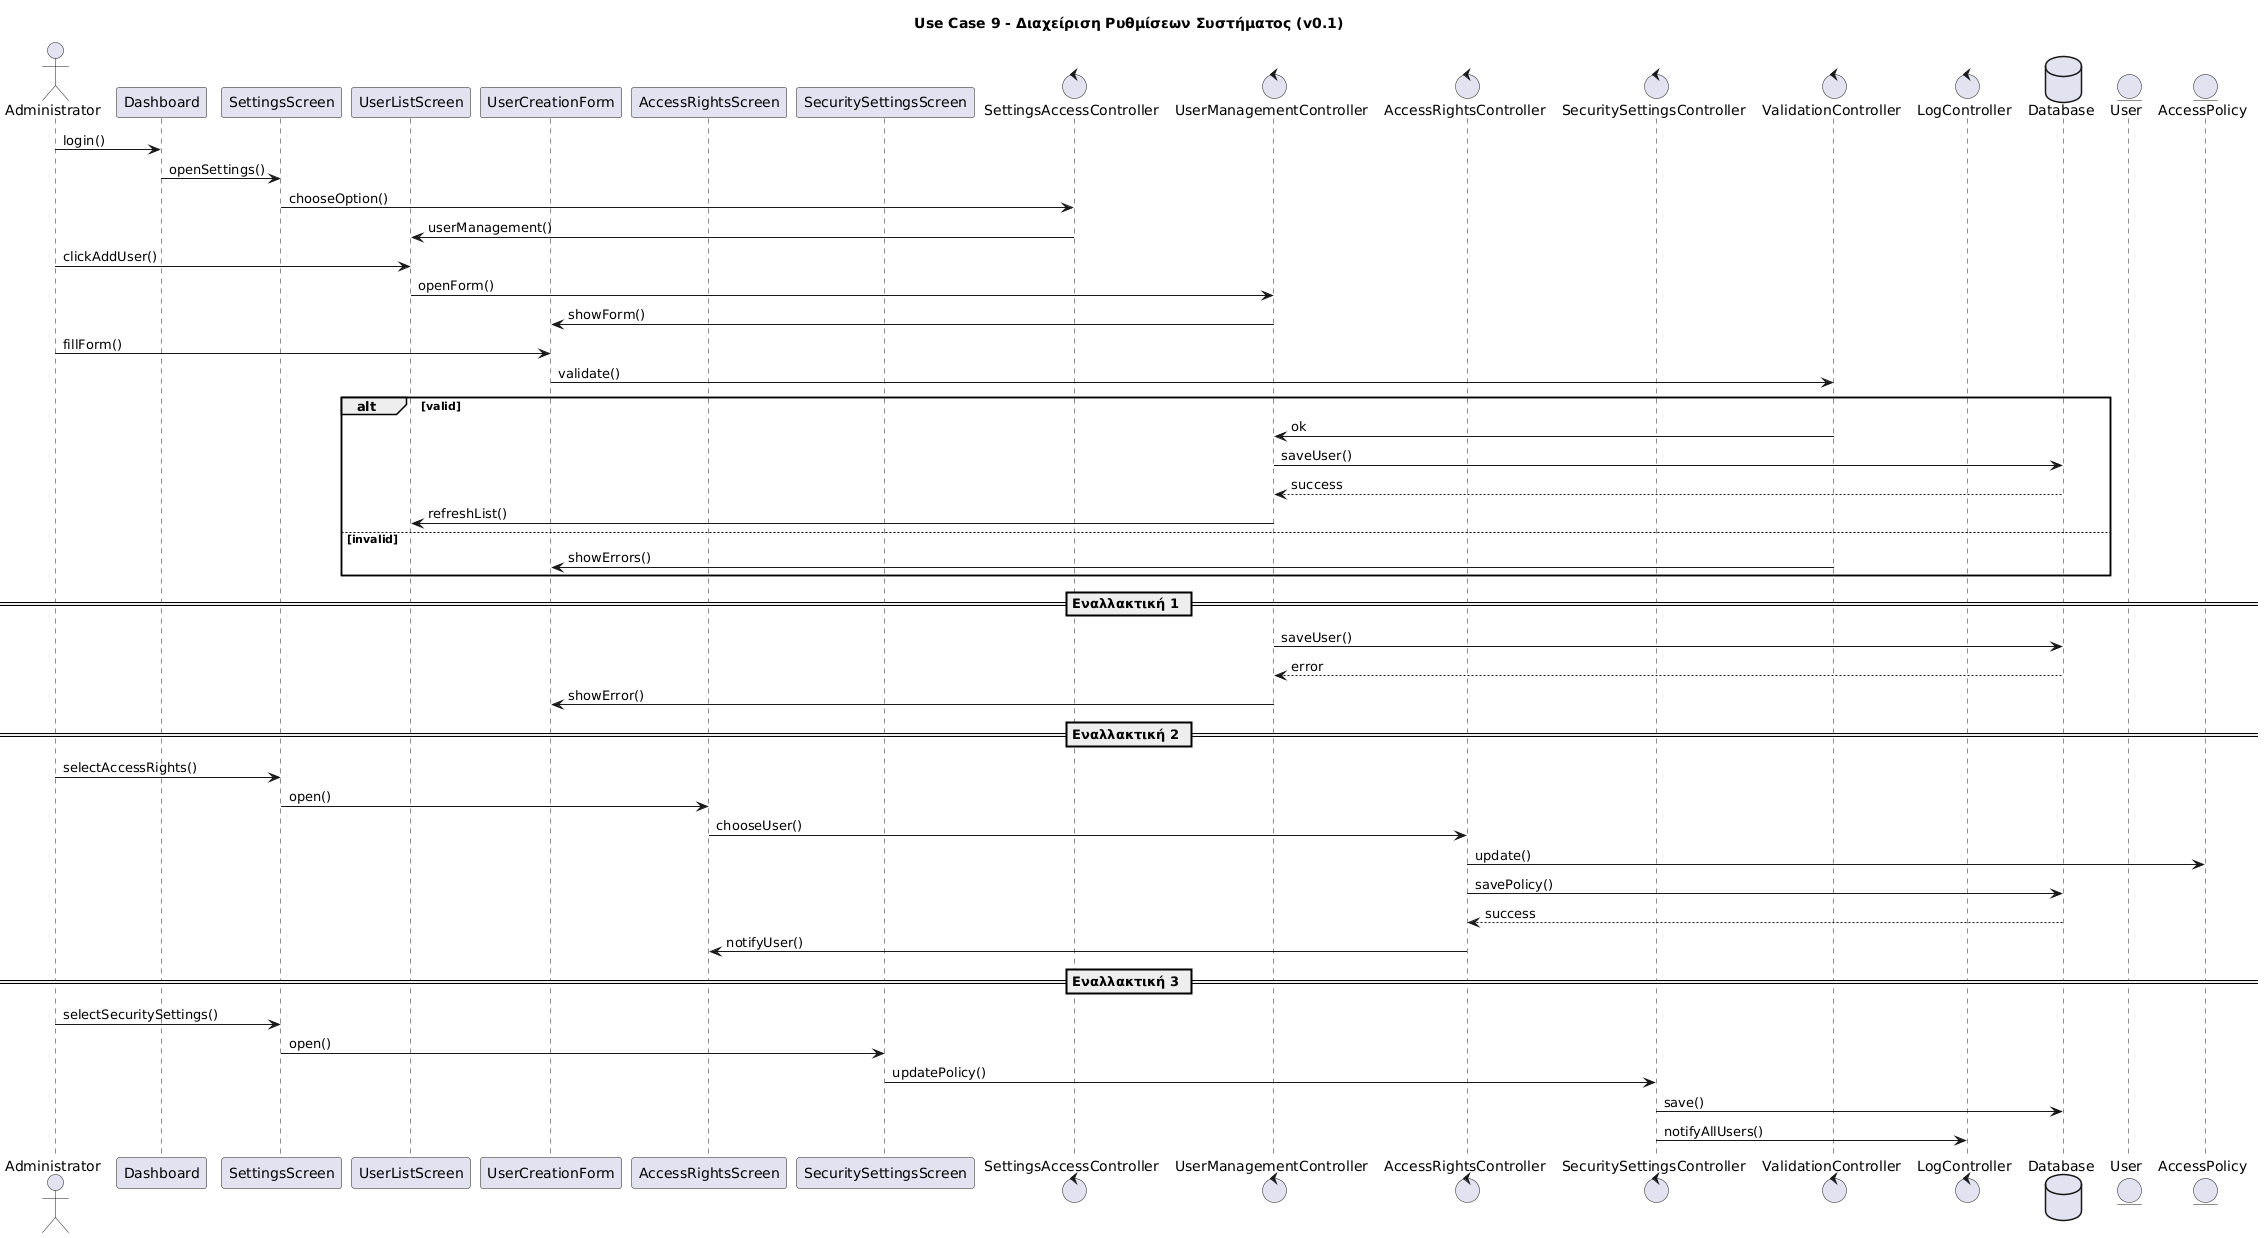 Use Case 9 - Διαχείριση Ρυθμίσεων Συστήματος (v0.1)
Administrator
Dashboard
SettingsScreen
UserListScreen
UserCreationForm
AccessRightsScreen
SecuritySettingsScreen
SettingsAccessController
UserManagementController
AccessRightsController
SecuritySettingsController
ValidationController
LogController
Database
User
AccessPolicy
login()
openSettings()
chooseOption()
userManagement()
clickAddUser()
openForm()
showForm()
fillForm()
validate()
alt [valid]
ok
saveUser()
success
refreshList()
[invalid]
showErrors()
Εναλλακτική 1
saveUser()
error
showError()
Εναλλακτική 2
selectAccessRights()
open()
chooseUser()
update()
savePolicy()
success
notifyUser()
Εναλλακτική 3
selectSecuritySettings()
open()
updatePolicy()
save()
notifyAllUsers()
Administrator
Dashboard
SettingsScreen
UserListScreen
UserCreationForm
AccessRightsScreen
SecuritySettingsScreen
SettingsAccessController
UserManagementController
AccessRightsController
SecuritySettingsController
ValidationController
LogController
Database
User
AccessPolicy